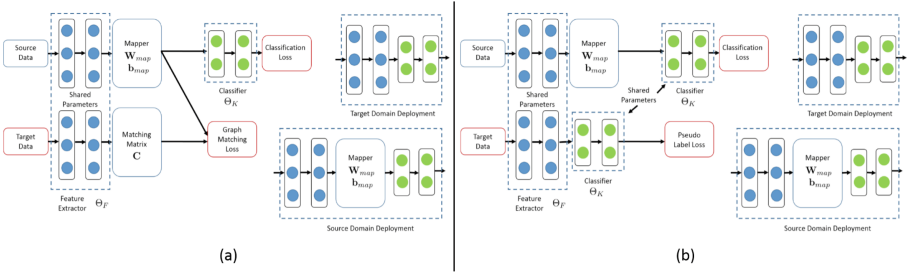 Source
Data
Shared
Parameters
Mapper
W_map
b_map
Classifier
Θ_K
Classification
Loss
Target
Data
Feature
Extractor
Θ_F
Matching
Matrix
C
Graph
Matching
Loss
Target Domain Deployment
Mapper
W_map
b_map
Source Domain Deployment
(a)
Source
Data
Shared
Parameters
Mapper
W_map
b_map
Shared
Parameters
Classifier
Θ_K
Classification
Loss
Target
Data
Feature
Extractor
Θ_F
Classifier
Θ_K
Pseudo
Label Loss
Target Domain Deployment
Mapper
W_map
b_map
Source Domain Deployment
(b)